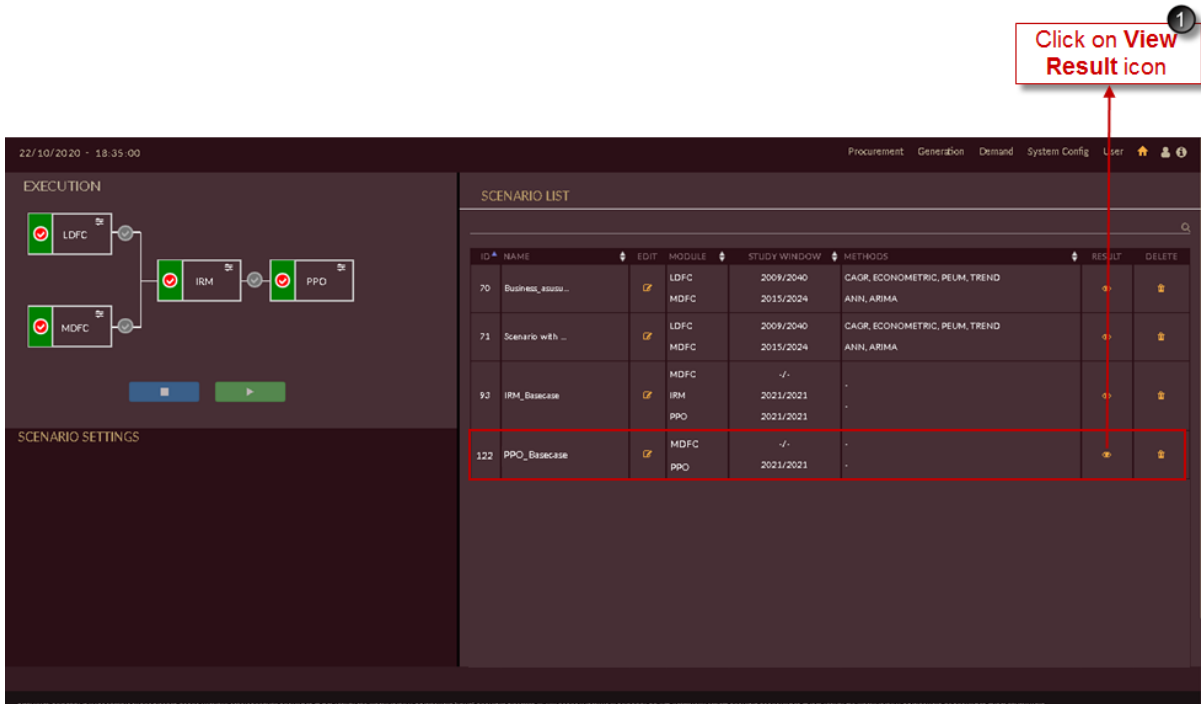 1
Click on View
Result icon
22/10/2020 - 18:35:00
Procurement Generation Demand System Config User
EXECUTION
LDFC
IRM
PPO
MDFC
SCENARIO SETTINGS
SCENARIO LIST
ID NAME EDIT MODULE STUDY WINDOW METHODS RESULT DELETE
70 Business_asusu... LDFC 2009/2040 CAGR, ECONOMETRIC, PEUM, TREND
MDFC 2015/2024 ANN, ARIMA
71 Scenario with ... LDFC 2009/2040 CAGR, ECONOMETRIC, PEUM, TREND
MDFC 2015/2024 ANN, ARIMA
MDFC -/- -
93 IRM_Basecase IRM 2021/2021 -
PPO 2021/2021
122 PPO_Basecase MDFC -/- -
PPO 2021/2021 -